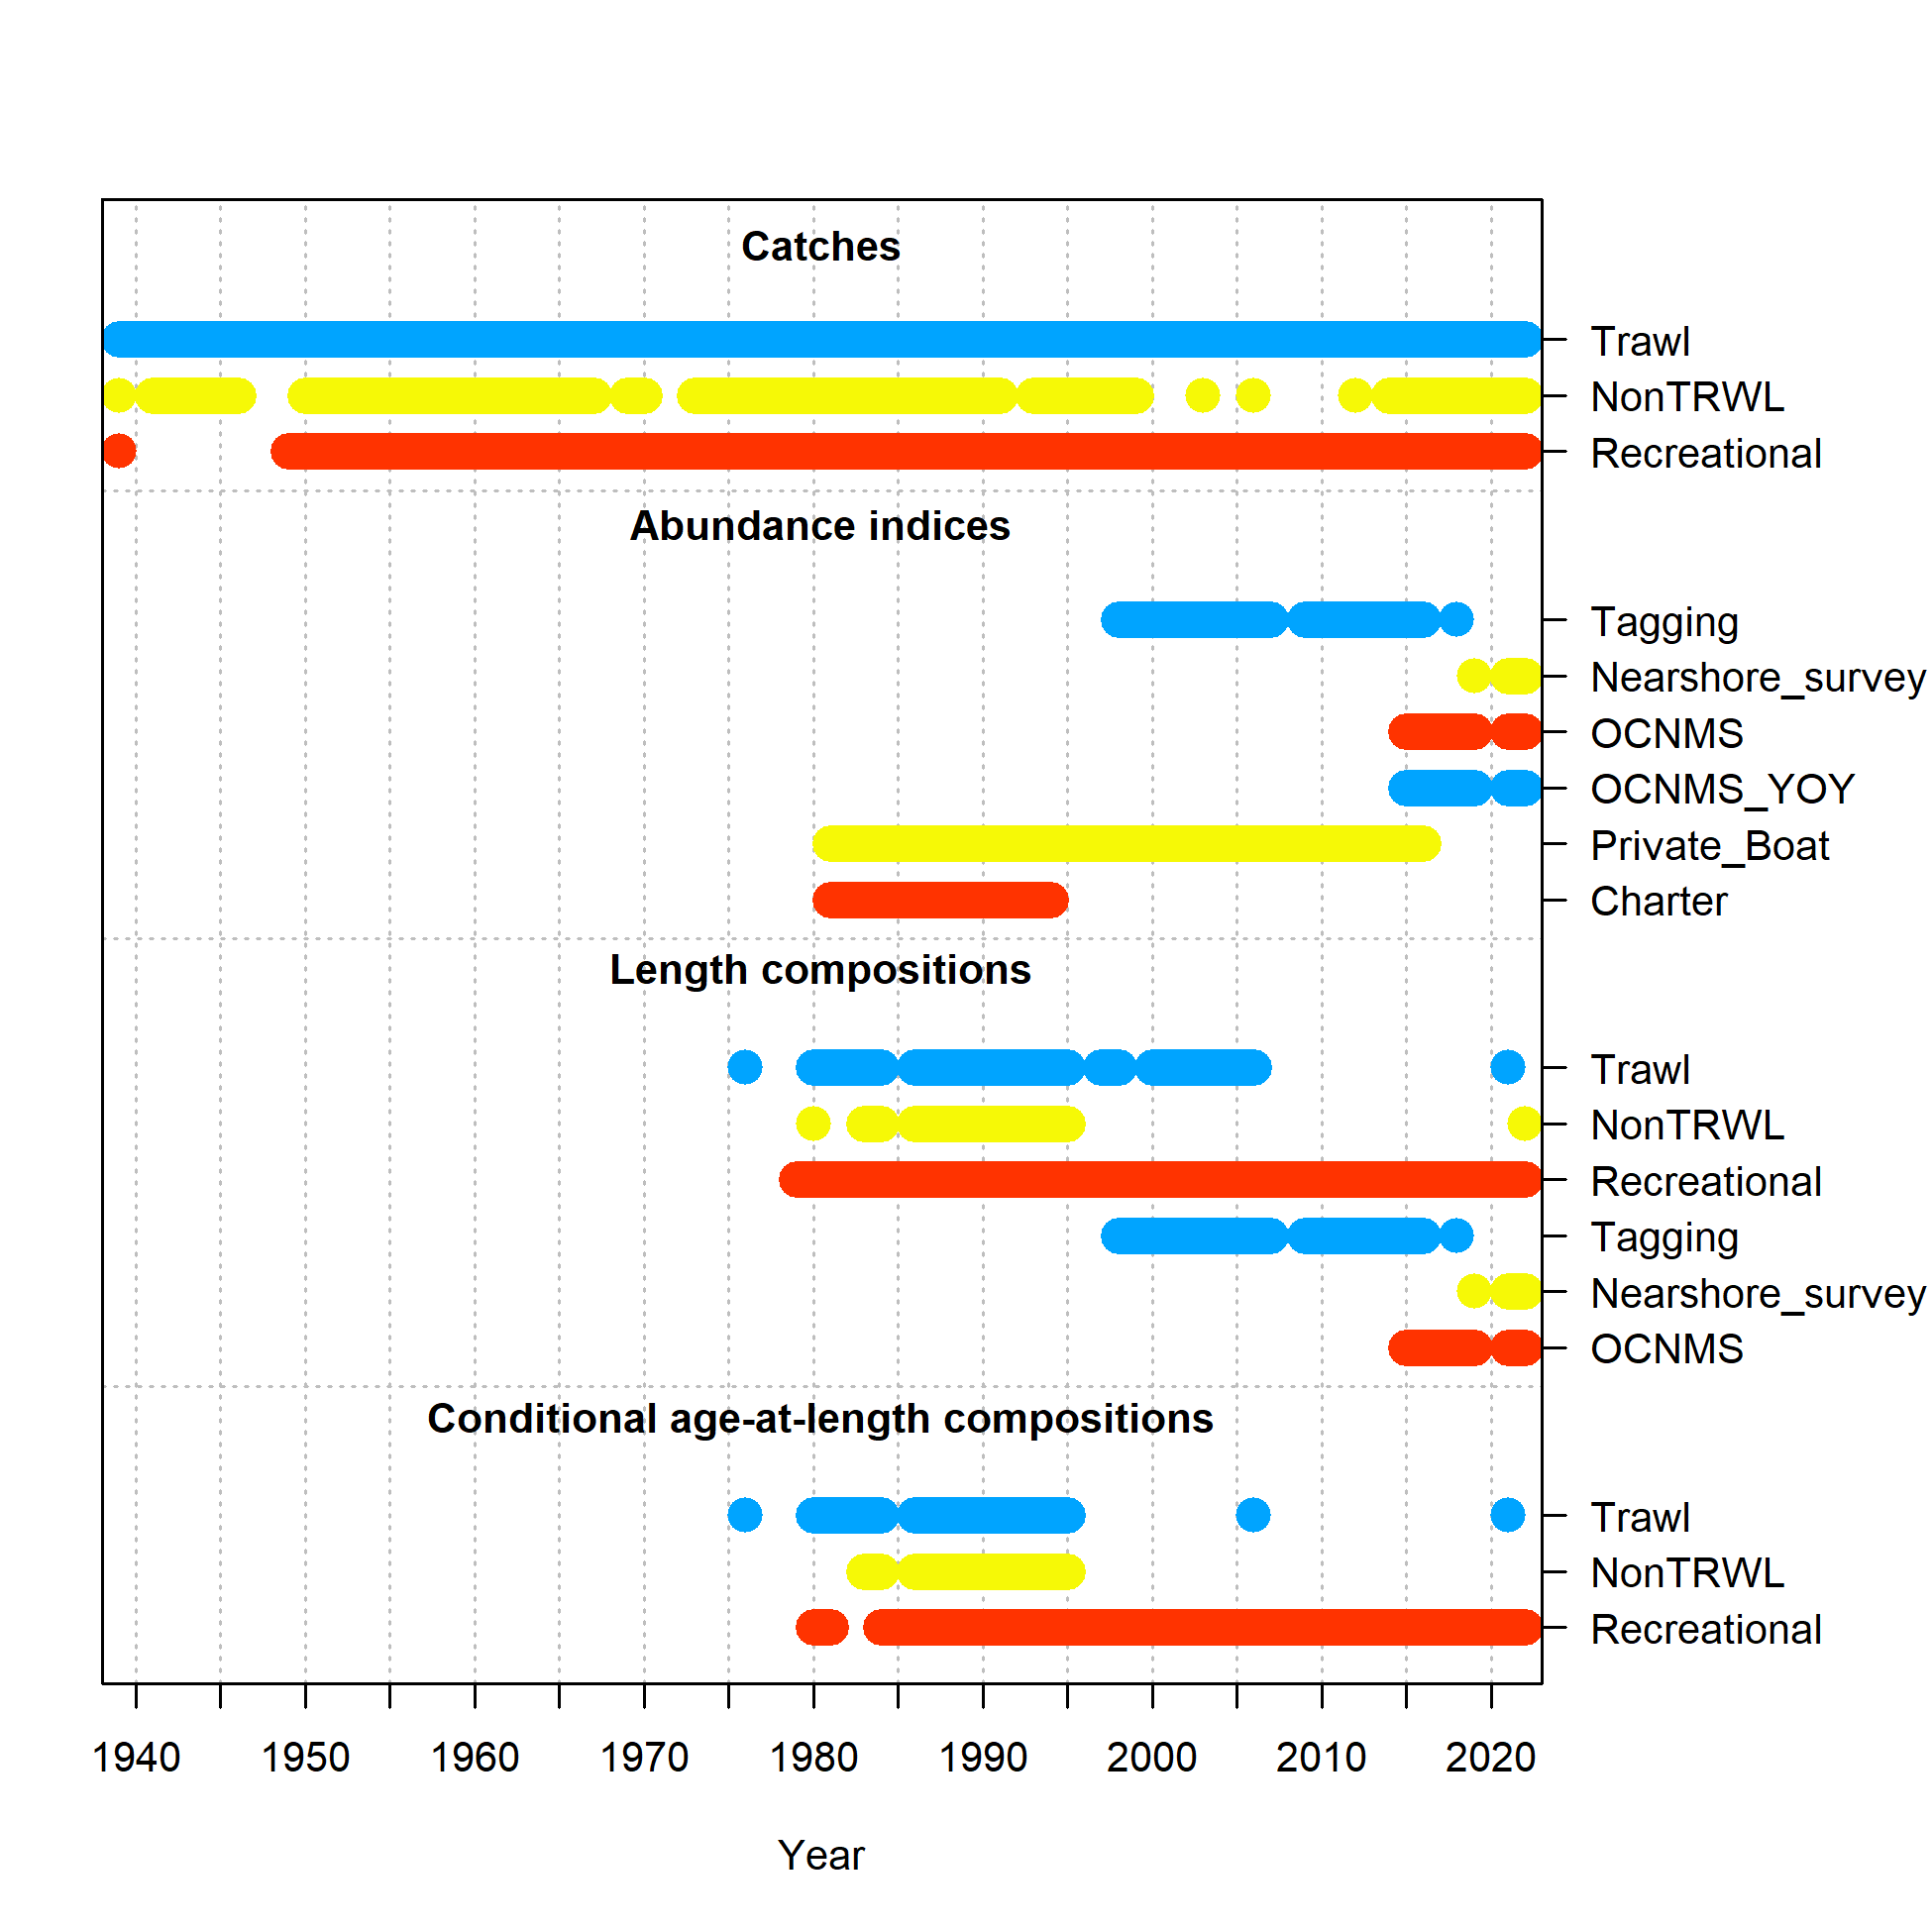 Catches
Trawl
NonTRWL
Recreational
Abundance indices
Tagging
Nearshore_survey
OCNMS
OCNMS_YOY
Private_Boat
Charter
Length compositions
Trawl
NonTRWL
Recreational
Tagging
Nearshore_survey
OCNMS
Conditional age-at-length compositions
Trawl
NonTRWL
Recreational
1940 1950 1960 1970 1980 1990 2000 2010 2020
Year